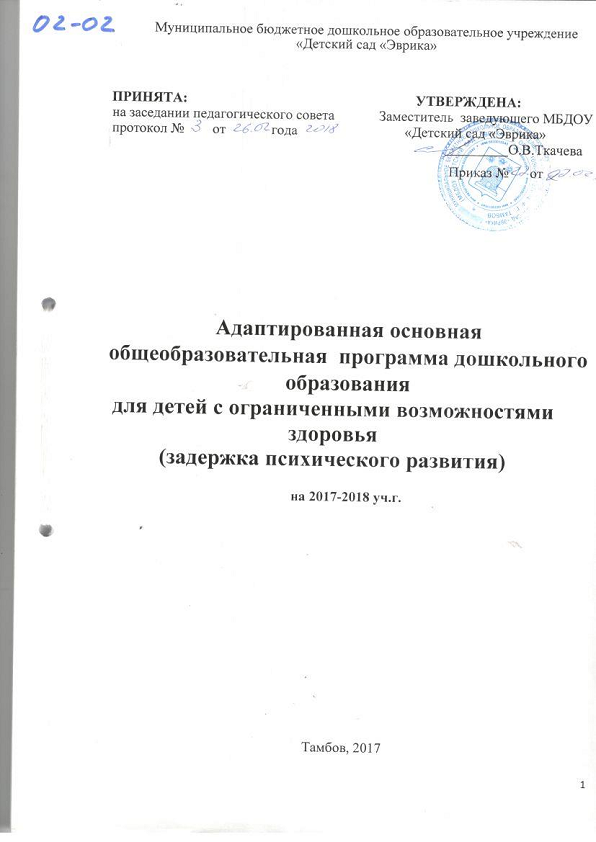 02-02
Муниципальное бюджетное дошкольное образовательное учреждение
«Детский сад «Эврика»
ПРИНЯТА:
на заседании педагогического совета
протокол № 3 от 26.02 года 2018
УТВЕРЖДЕНА:
Заместитель заведующего МБДОУ
«Детский сад «Эврика»
О.В.Ткачева
Приказ № от
Адаптированная основная
общеобразовательная программа дошкольного
образования
для детей с ограниченными возможностями
здоровья
(задержка психического развития)
на 2017-2018 уч.г.
Тамбов, 2017
1